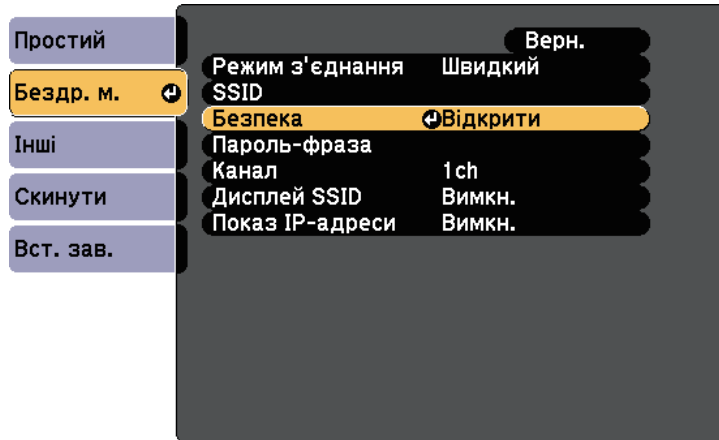 Простий
Бездр. м.
Інші
Скинути
Вст. зав.
Верн.
Режим з'єднання Швидкий
SSID
Безпека Відкрити
Пароль-фраза
Канал 1ch
Дисплей SSID Вимкн.
Показ IP-адреси Вимкн.